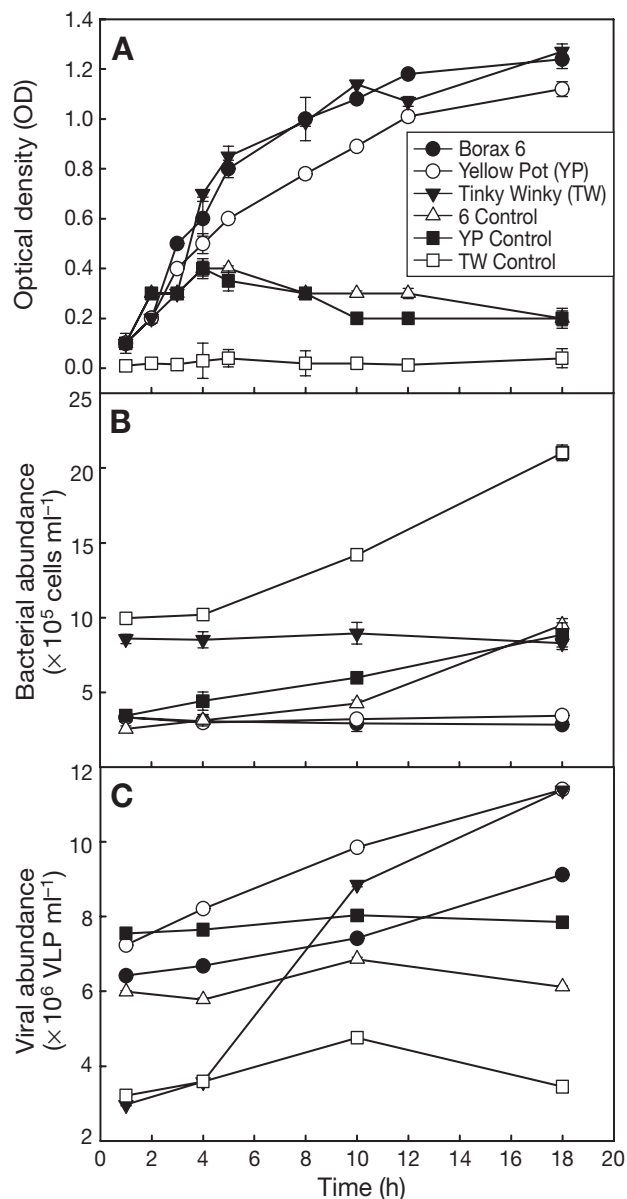 A
Optical density (OD)
1.4
1.2
1.0
0.8
0.6
0.4
0.2
0.0
Borax 6
Yellow Pot (YP)
Tinky Winky (TW)
6 Control
YP Control
TW Control
B
Bacterial abundance
(× 10⁵ cells ml⁻¹)
25
20
15
10
5
C
Viral abundance
(× 10⁶ VLP ml⁻¹)
12
10
8
6
4
2
0 2 4 6 8 10 12 14 16 18 20
Time (h)